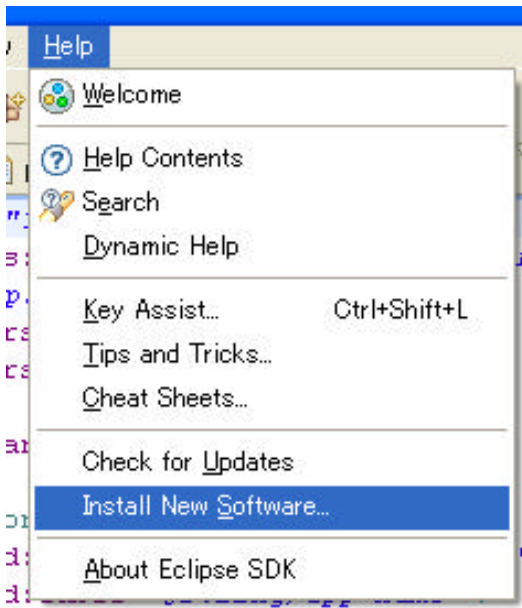 Help
Welcome
Help Contents
Search
Dynamic Help
Key Assist... Ctrl+Shift+L
Tips and Tricks...
Cheat Sheets...
Check for Updates
Install New Software...
About Eclipse SDK